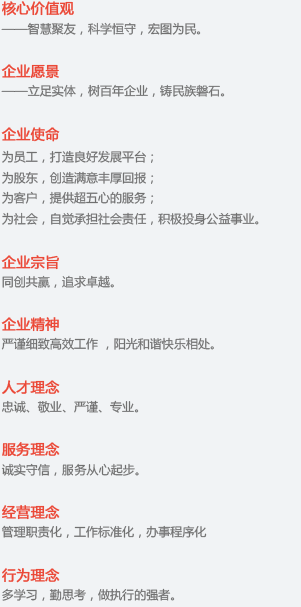 核心价值观
——智慧聚友，科学恒守，宏图为民。
企业愿景
——立足实体，树百年企业，铸民族磐石。
企业使命
为员工，打造良好发展平台；
为股东，创造满意丰厚回报；
为客户，提供超五心的服务；
为社会，自觉承担社会责任，积极投身公益事业。
企业宗旨
同创共赢，追求卓越。
企业精神
严谨细致高效工作 ，阳光和谐快乐相处。
人才理念
忠诚、敬业、严谨、专业。
服务理念
诚实守信，服务从心起步。
经营理念
管理职责化，工作标准化，办事程序化
行为理念
多学习，勤思考，做执行的强者。